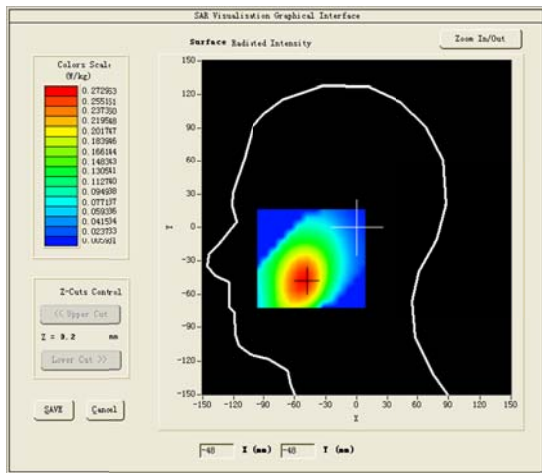 SAR Visualisation Graphical Interface
Surface Radiated Intensity
Zoom In/Out
Colors Scale
(W/kg)
0.272953
0.255151
0.237350
0.219548
0.201747
0.183946
0.166144
0.148343
0.130541
0.112740
0.094938
0.077137
0.059336
0.041534
0.023733
0.005931
150
120
90
60
30
0
-30
-60
-90
-120
-150
Y
-150 -120 -90 -60 -30 0 30 60 90 120 150
X
Z-Cuts Control
<< Upper Cut
Z = 9.2 mm
Lower Cut >>
SAVE Cancel
-48 X (mm) -48 Y (mm)